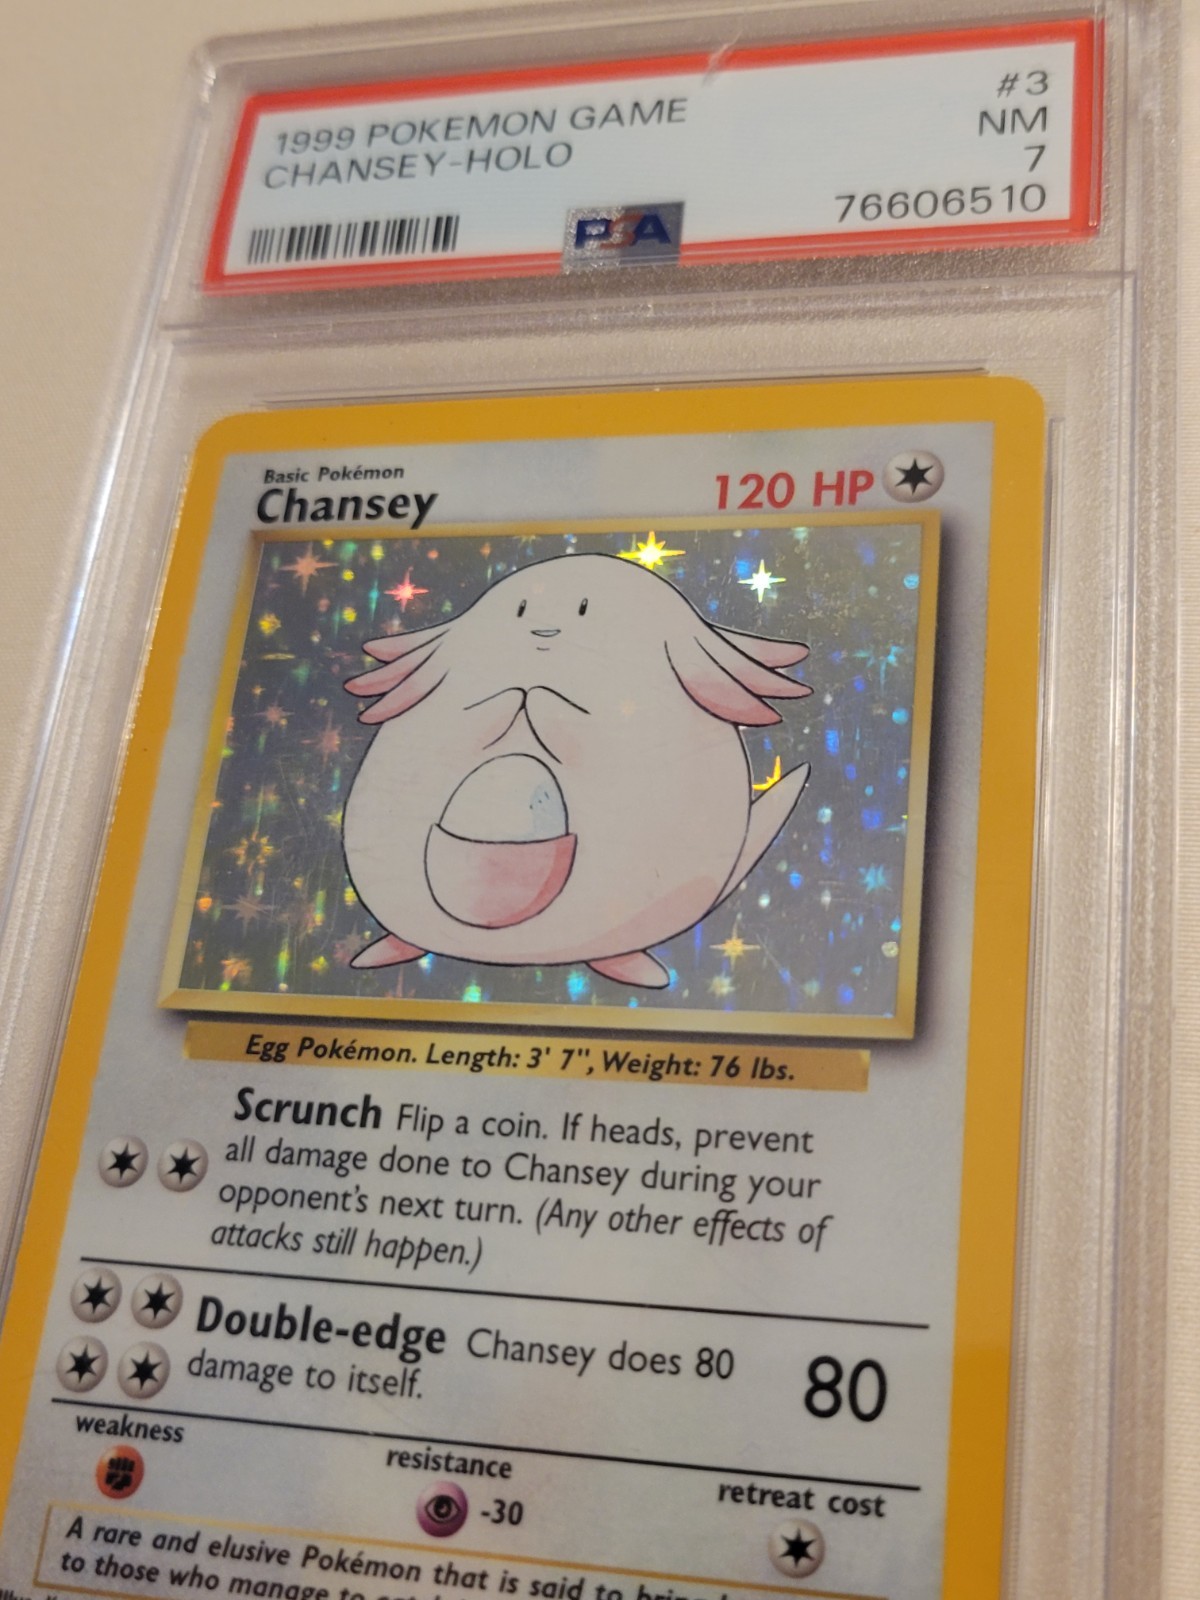 1999 POKEMON GAME #3
CHANSEY-HOLO NM
7
PSA 76606510
Basic Pokémon
Chansey 120 HP
Egg Pokémon. Length: 3' 7", Weight: 76 lbs.
Scrunch Flip a coin. If heads, prevent
all damage done to Chansey during your
opponent's next turn. (Any other effects of
attacks still happen.)
Double-edge Chansey does 80 80
damage to itself.
weakness resistance retreat cost
-30
A rare and elusive Pokémon that is said to bring
to those who manage to